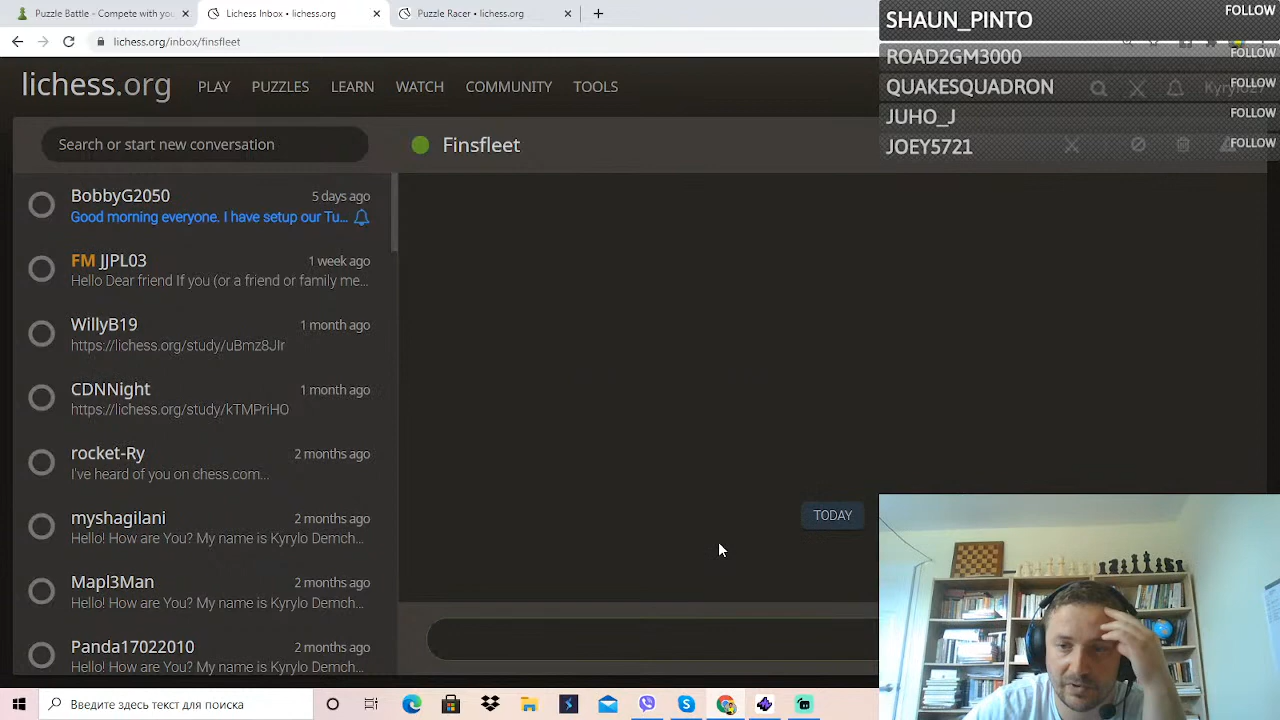 Puzzle Battle - Compete with you
Lichess Inbox • lichess.org
Puzzle Racer • lichess.org
lichess.org/inbox/finsfleet
lichess.org
PLAY
PUZZLES
LEARN
WATCH
COMMUNITY
TOOLS
SHAUN_PINTO
FOLLOW
ROAD2GM3000
FOLLOW
QUAKESQUADRON
FOLLOW
JUHO_J
FOLLOW
JOEY5721
FOLLOW
Search or start new conversation
Finsfleet
BobbyG2050
5 days ago
Good morning everyone. I have setup our Tu...
FM JJPL03
1 week ago
Hello Dear friend If you (or a friend or family me...
WillyB19
1 month ago
https://lichess.org/study/uBmz8JIr
CDNNight
1 month ago
https://lichess.org/study/kTMPriHO
rocket-Ry
2 months ago
I've heard of you on chess.com...
myshagilani
2 months ago
Hello! How are You? My name is Kyrylo Demch...
Mapl3Man
2 months ago
Hello! How are You? My name is Kyrylo Demch...
Panda17022010
2 months ago
Hello! How are You? My name is Kyrylo Demch...
TODAY
Введите здесь текст для поиска